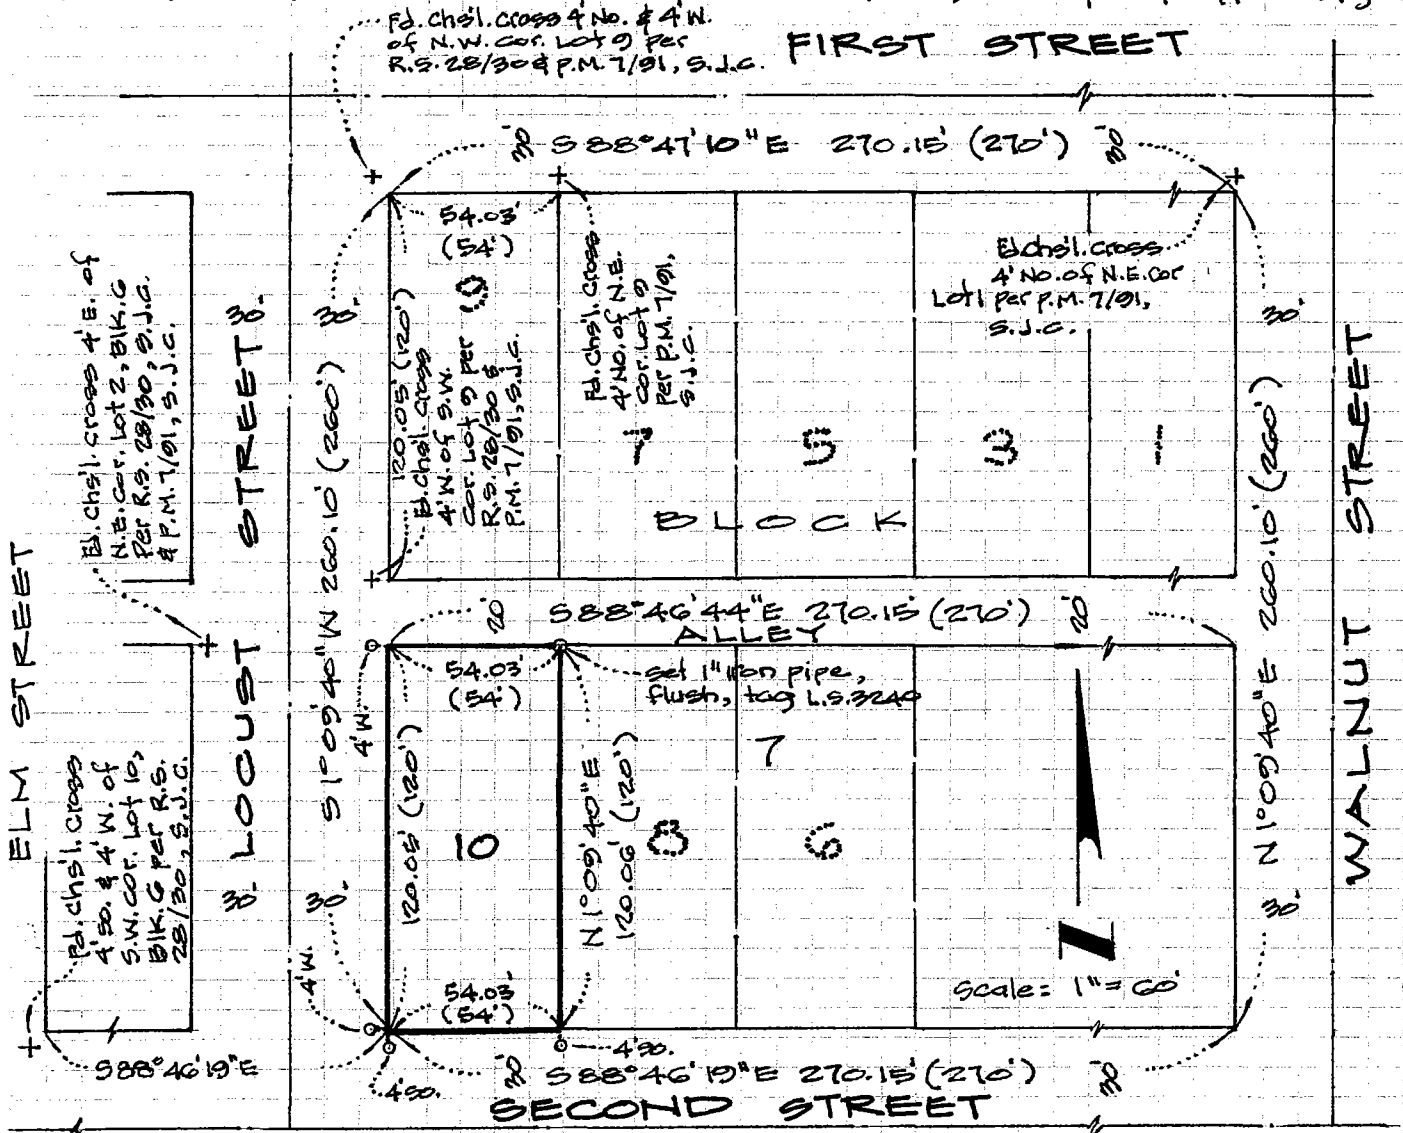 Fd. chs'l. cross 4' No. & 4' W.
of N.W. cor. Lot 9 per
R.S. 28/30 & P.M. 7/91, S.J.C.
FIRST STREET
30'
S 88°47'10"E 270.15' (270')
30'
54.03'
(54')
9
120.05' (120')
Fd. chs'l. cross
4' W. of S.W.
cor. Lot 9 per
R.S. 28/30 &
P.M. 7/91, S.J.C.
Fd. chs'l. cross
4' No. of N.E.
cor. Lot 9
per P.M. 7/91,
S.J.C.
Fd. chs'l. cross
4' No. of N.E. Cor
Lot 1 per P.M. 7/91,
S.J.C.
7
5
3
1
BLOCK
Fd. chs'l. cross 4' E. of
N.E. Cor. Lot 2, Blk. 6
Per R.S. 28/30, S.J.C.
& P.M. 7/91, S.J.C.
30'
30'
LOCUST STREET
30'
30'
S 1°09'40"W 260.10' (260')
30'
N 1°09'40"E 260.10' (260')
30'
WALNUT STREET
ELM STREET
20'
S 88°46'44"E 270.15' (270')
20'
ALLEY
54.03'
(54')
set 1" iron pipe,
flush, tag L.S. 3240
7
4' W.
120.05' (120')
10
N 1°09'40"E
120.06' (120')
8
6
Fd. chs'l. cross
4' So. & 4' W. of
S.W. cor. Lot 10,
Blk. 6 per R.S.
28/30, S.J.C.
4' W.
54.03'
(54')
Scale: 1" = 60'
N
S 88°46'19"E
4' So.
4' So.
30'
S 88°46'19"E 270.15' (270')
30'
SECOND STREET